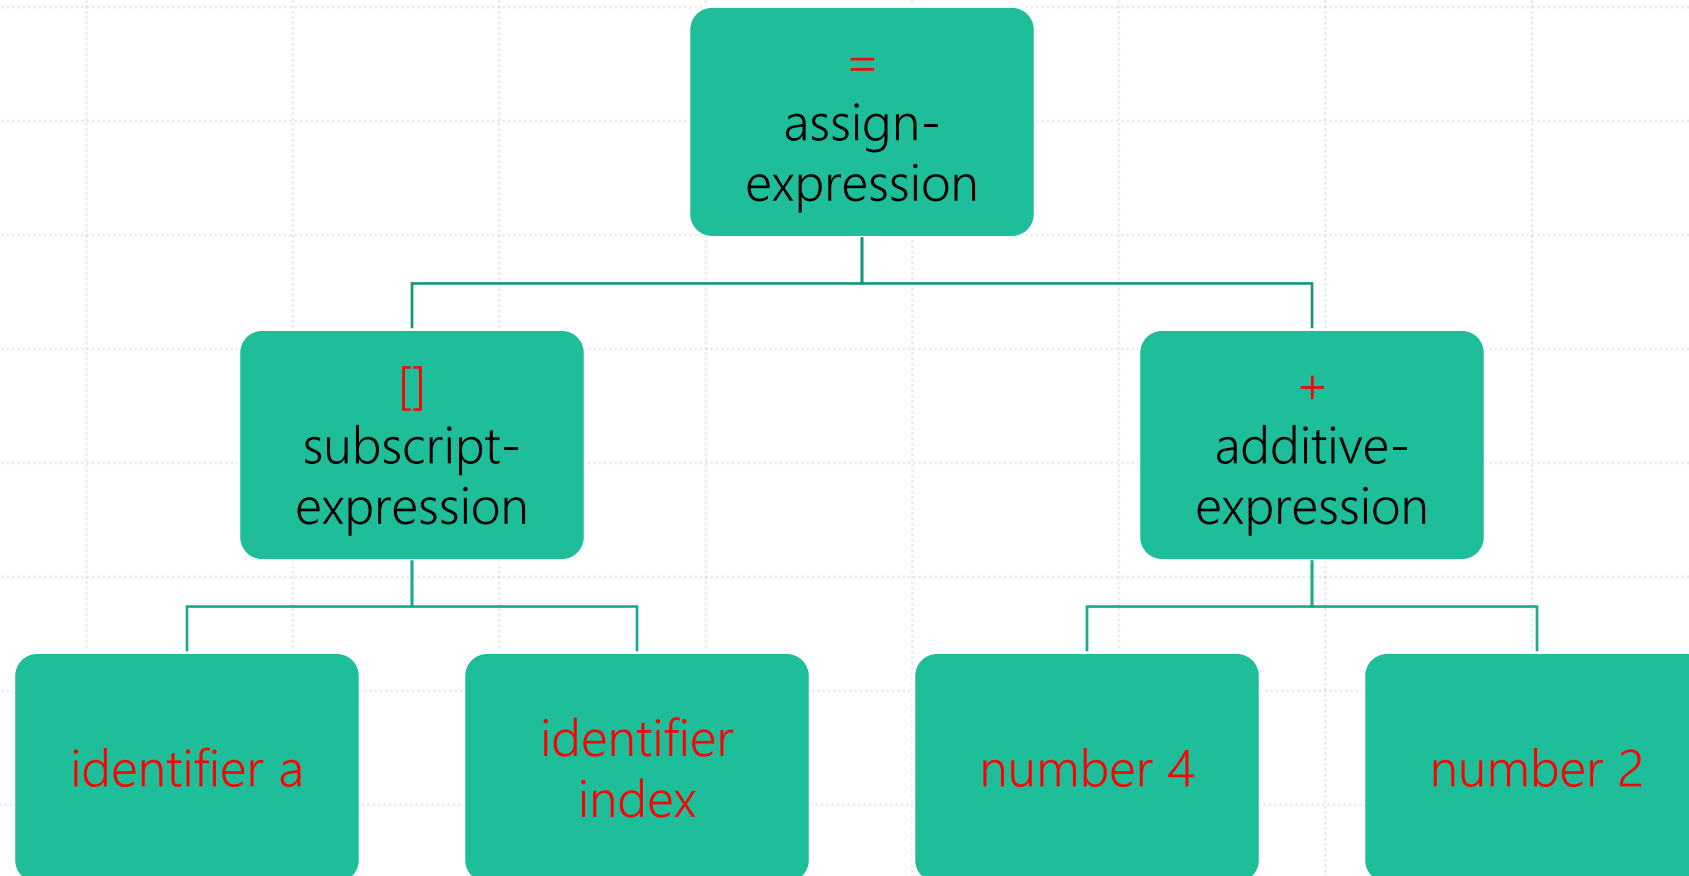 =
assign-
expression
[]
subscript-
expression
+
additive-
expression
identifier a
identifier
index
number 4
number 2